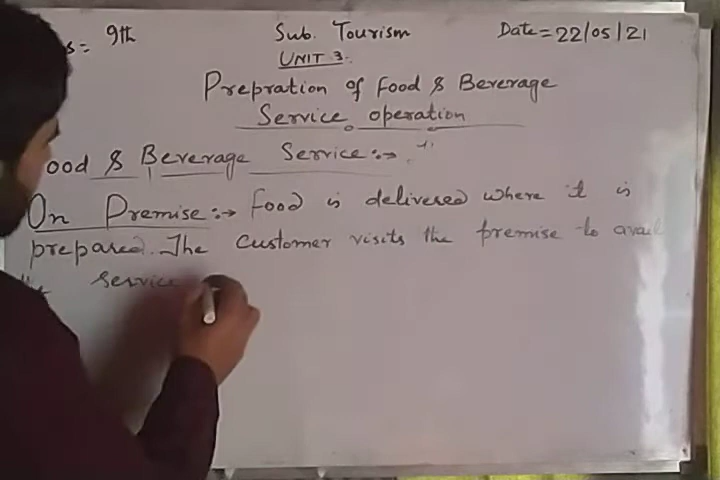 s = 9th Sub. Tourism Date = 22/05/21
UNIT 3.
Prepration of Food & Beverage
Service operation
ood & Beverage Service :->
On Premise :-> Food is delivered where it is
prepared. The customer visits the premise to avail
service